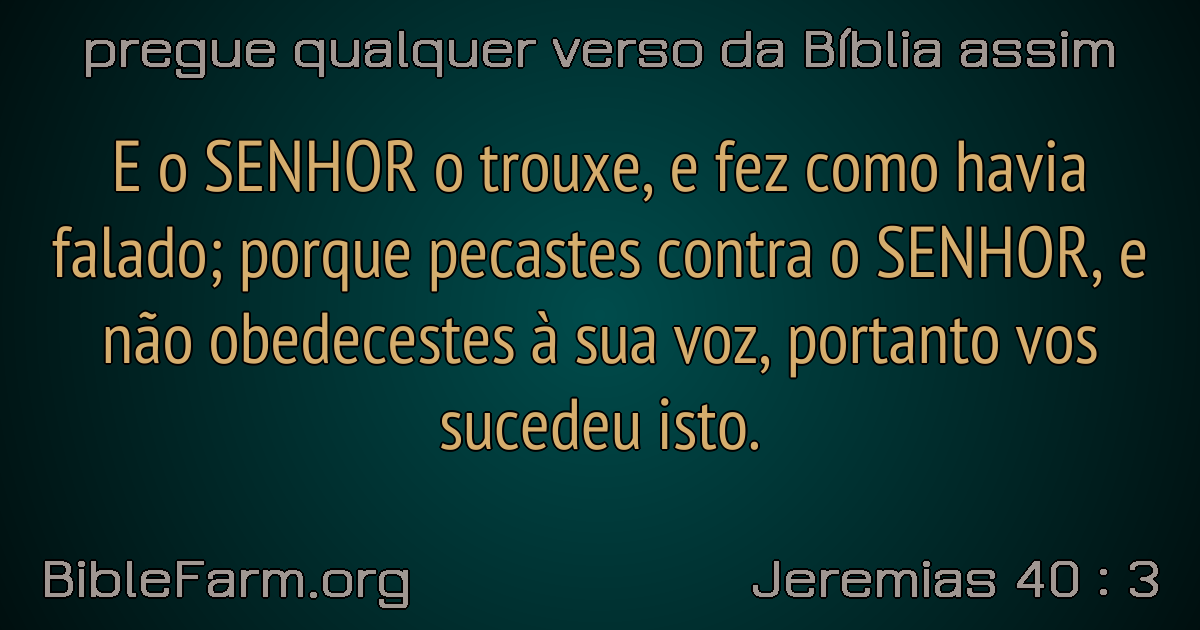 pregue qualquer verso da Bíblia assim
E o SENHOR o trouxe, e fez como havia
falado; porque pecastes contra o SENHOR, e
não obedecestes à sua voz, portanto vos
sucedeu isto.
BibleFarm.org
Jeremias 40 : 3